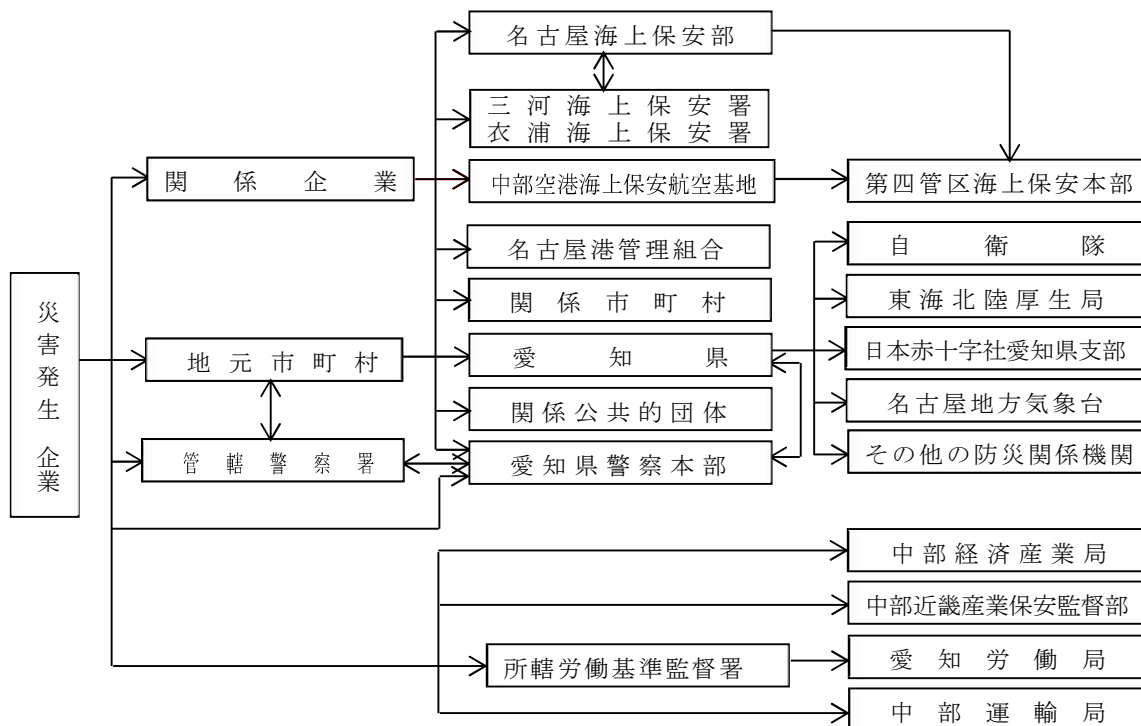 災害発生 企業
関係企業
地元市町村
管轄警察署
名古屋海上保安部
三河海上保安署
衣浦海上保安署
中部空港海上保安航空基地
名古屋港管理組合
関係市町村
愛知県
関係公共的団体
愛知県警察本部
所轄労働基準監督署
第四管区海上保安本部
自衛隊
東海北陸厚生局
日本赤十字社愛知県支部
名古屋地方気象台
その他の防災関係機関
中部経済産業局
中部近畿産業保安監督部
愛知労働局
中部運輸局